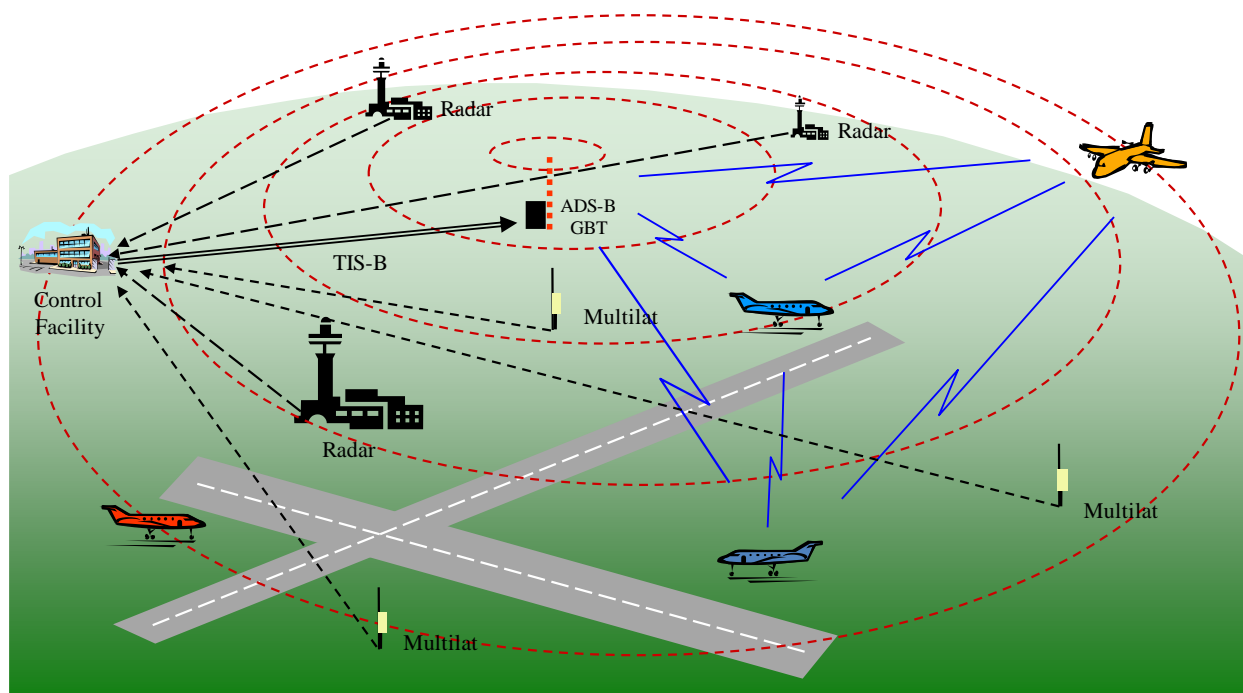 Radar
Radar
ADS-B
GBT
TIS-B
Control
Facility
Multilat
Radar
Multilat
Multilat